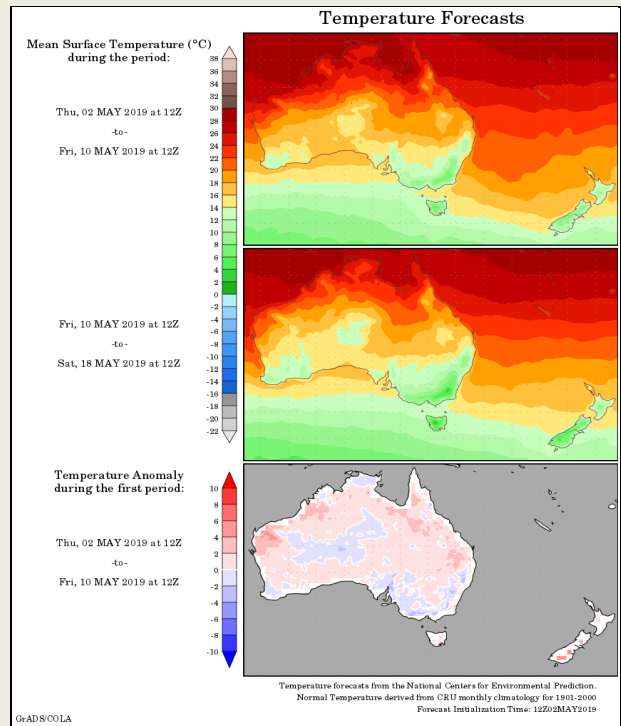 Temperature Forecasts
Mean Surface Temperature (°C)
during the period:
Thu, 02 MAY 2019 at 12Z
-to-
Fri, 10 MAY 2019 at 12Z
38
36
34
32
30
28
26
24
22
20
18
16
14
12
10
8
6
4
2
0
-2
-4
-6
-8
-10
-12
-14
-16
-17
-20
-22
Fri, 10 MAY 2019 at 12Z
-to-
Sat, 18 MAY 2019 at 12Z
Temperature Anomaly
during the first period:
Thu, 02 MAY 2019 at 12Z
-to-
Fri, 10 MAY 2019 at 12Z
10
8
6
4
2
0
-2
-4
-6
-8
-10
Temperature forecasts from the National Centers for Environmental Prediction.
Normal Temperature derived from CRU monthly climatology for 1901-2000
Forecast Initialization Time: 12Z02MAY2019
GrADS/COLA